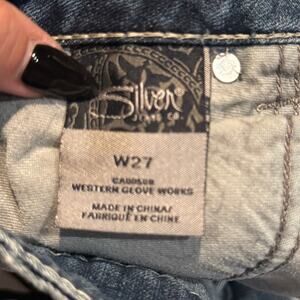 Silver
JEANS CO.
W27
CA00508
WESTERN GLOVE WORKS
MADE IN CHINA/
FABRIQUÉ EN CHINE